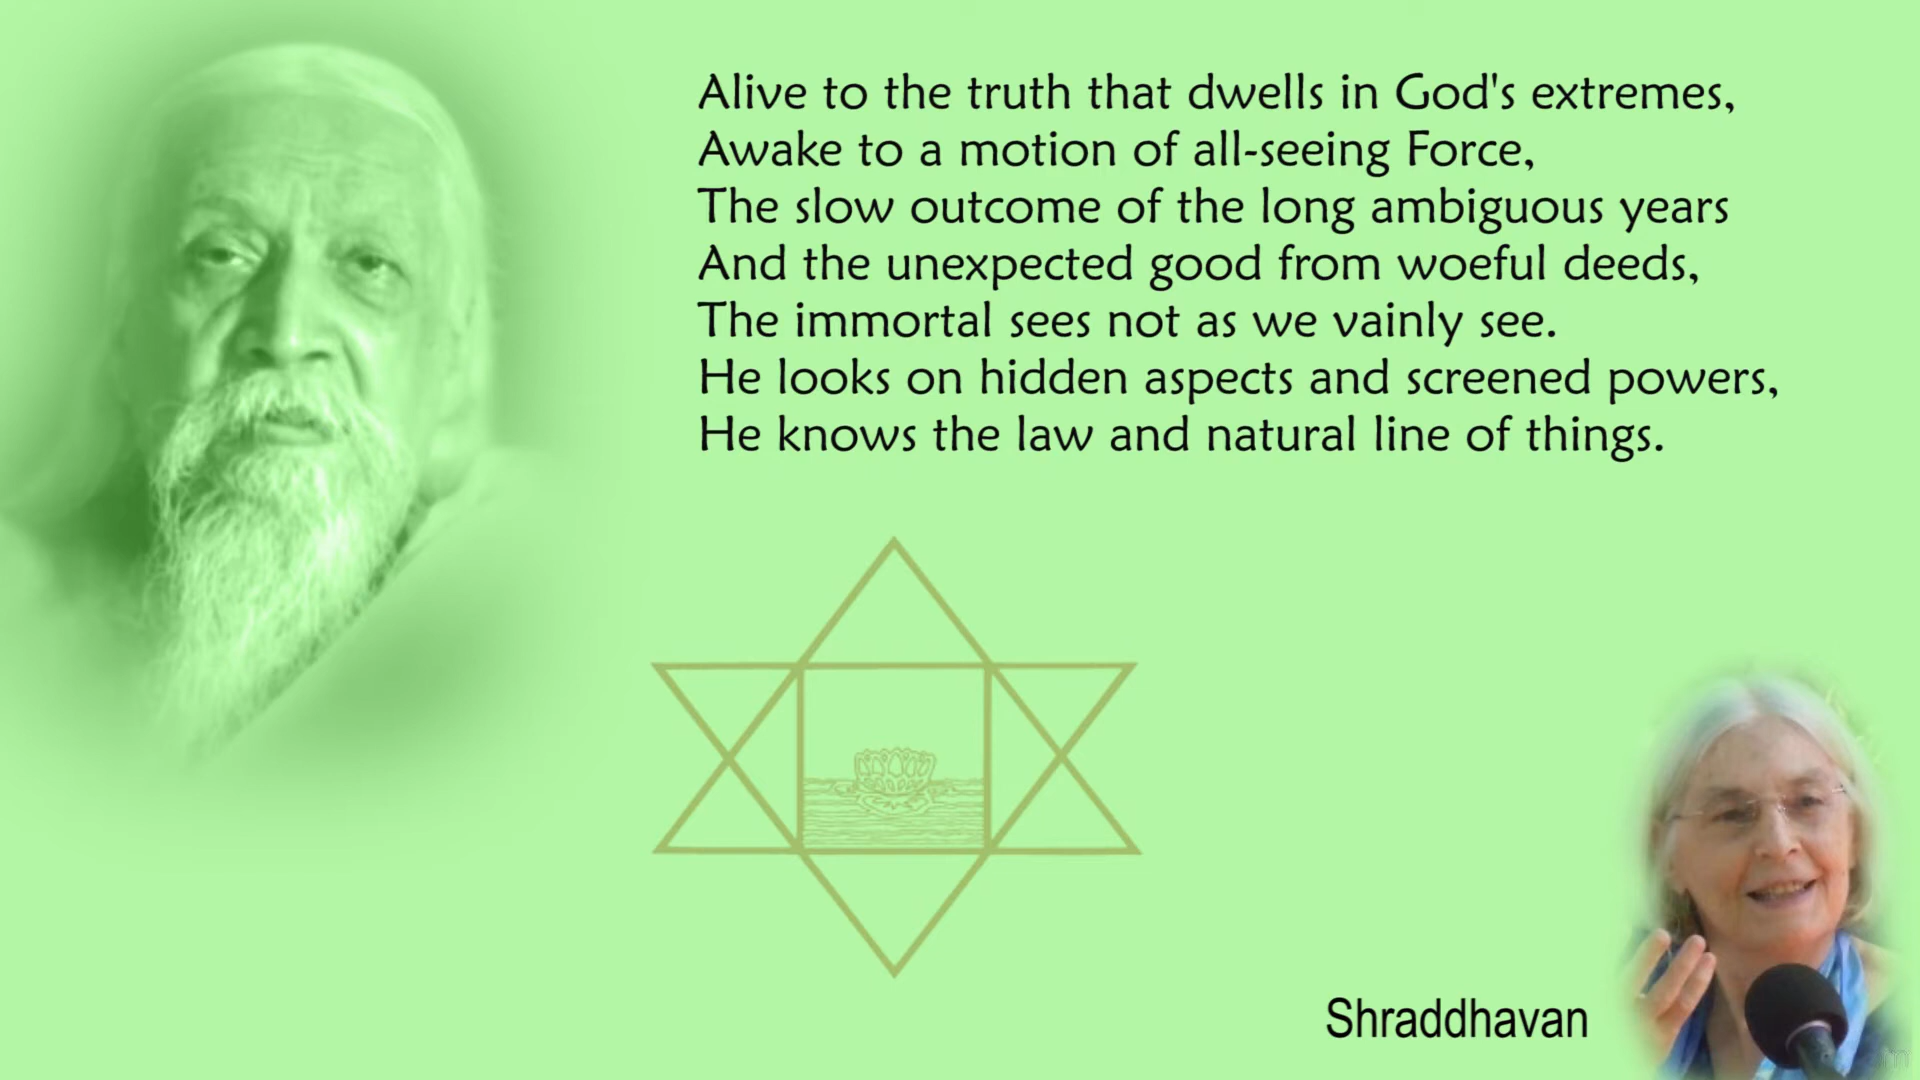 Alive to the truth that dwells in God's extremes,
Awake to a motion of all-seeing Force,
The slow outcome of the long ambiguous years
And the unexpected good from woeful deeds,
The immortal sees not as we vainly see.
He looks on hidden aspects and screened powers,
He knows the law and natural line of things.
Shraddhavan